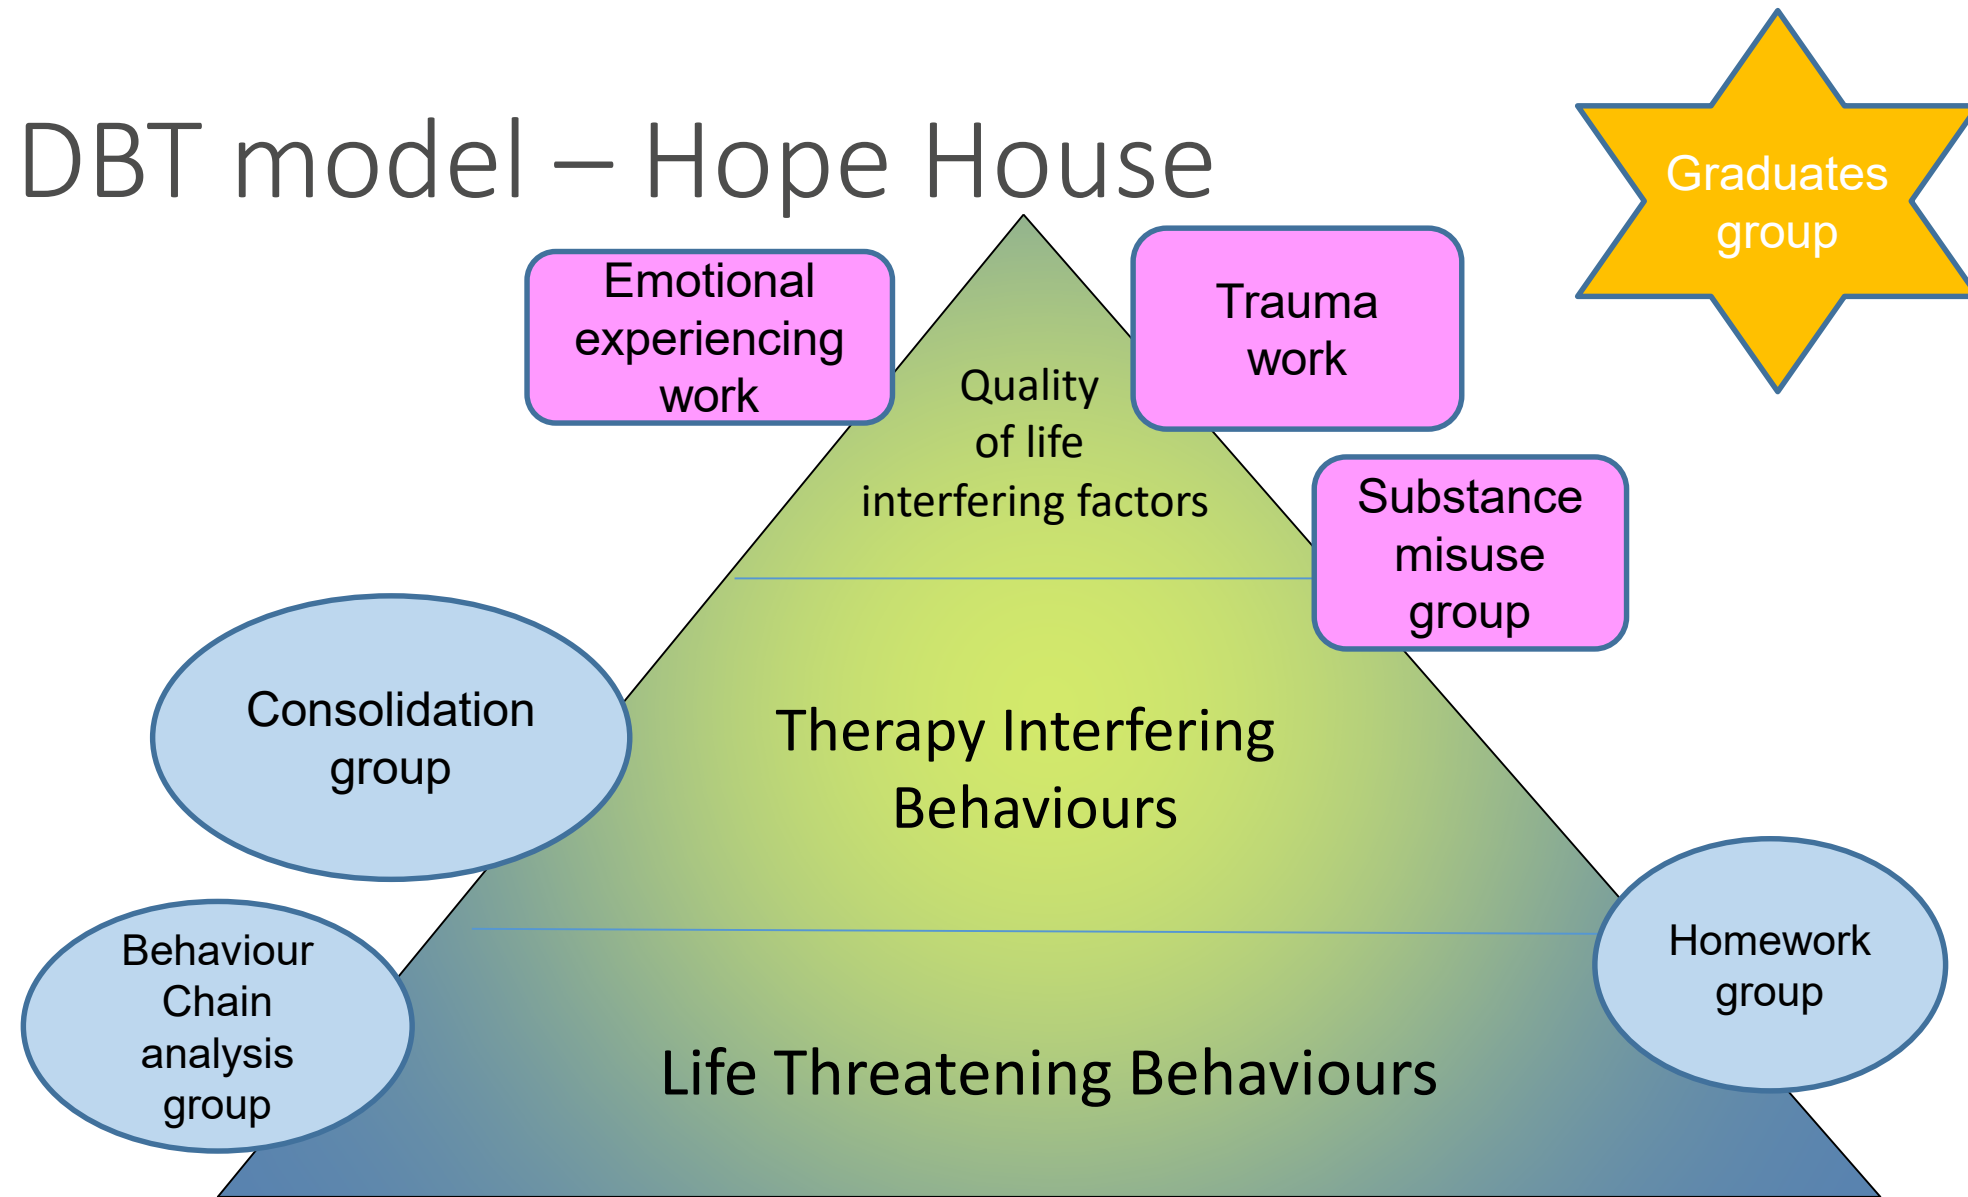 DBT model – Hope House
Graduates
group
Emotional
experiencing
work
Trauma
work
Quality
of life
interfering factors
Substance
misuse
group
Consolidation
group
Therapy Interfering
Behaviours
Behaviour
Chain
analysis
group
Homework
group
Life Threatening Behaviours